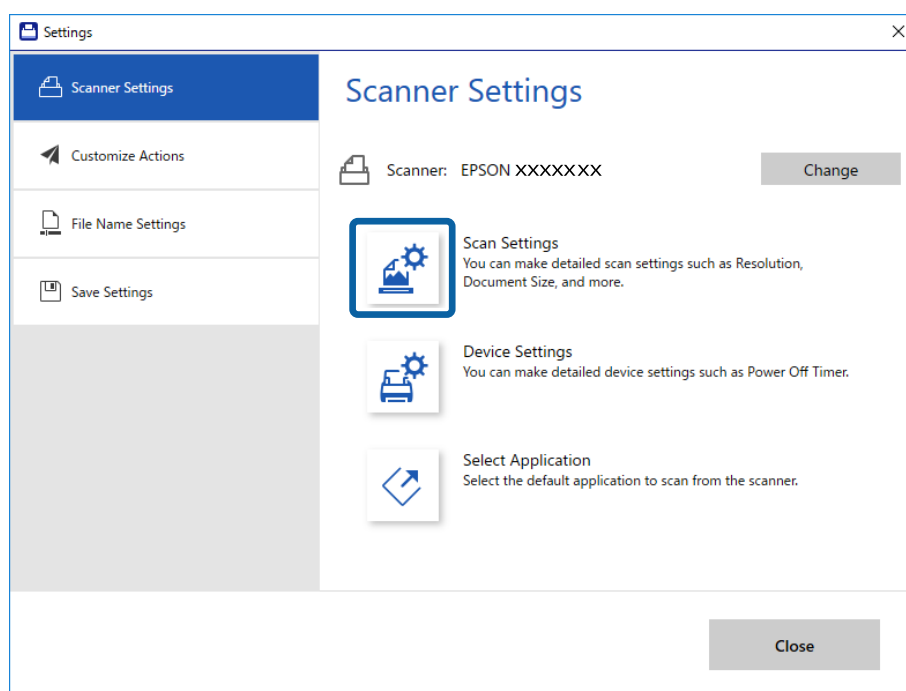 Settings
Scanner Settings
Customize Actions
File Name Settings
Save Settings
Scanner Settings
Scanner: EPSON XXXXXXX
Change
Scan Settings
You can make detailed scan settings such as Resolution,
Document Size, and more.
Device Settings
You can make detailed device settings such as Power Off Timer.
Select Application
Select the default application to scan from the scanner.
Close